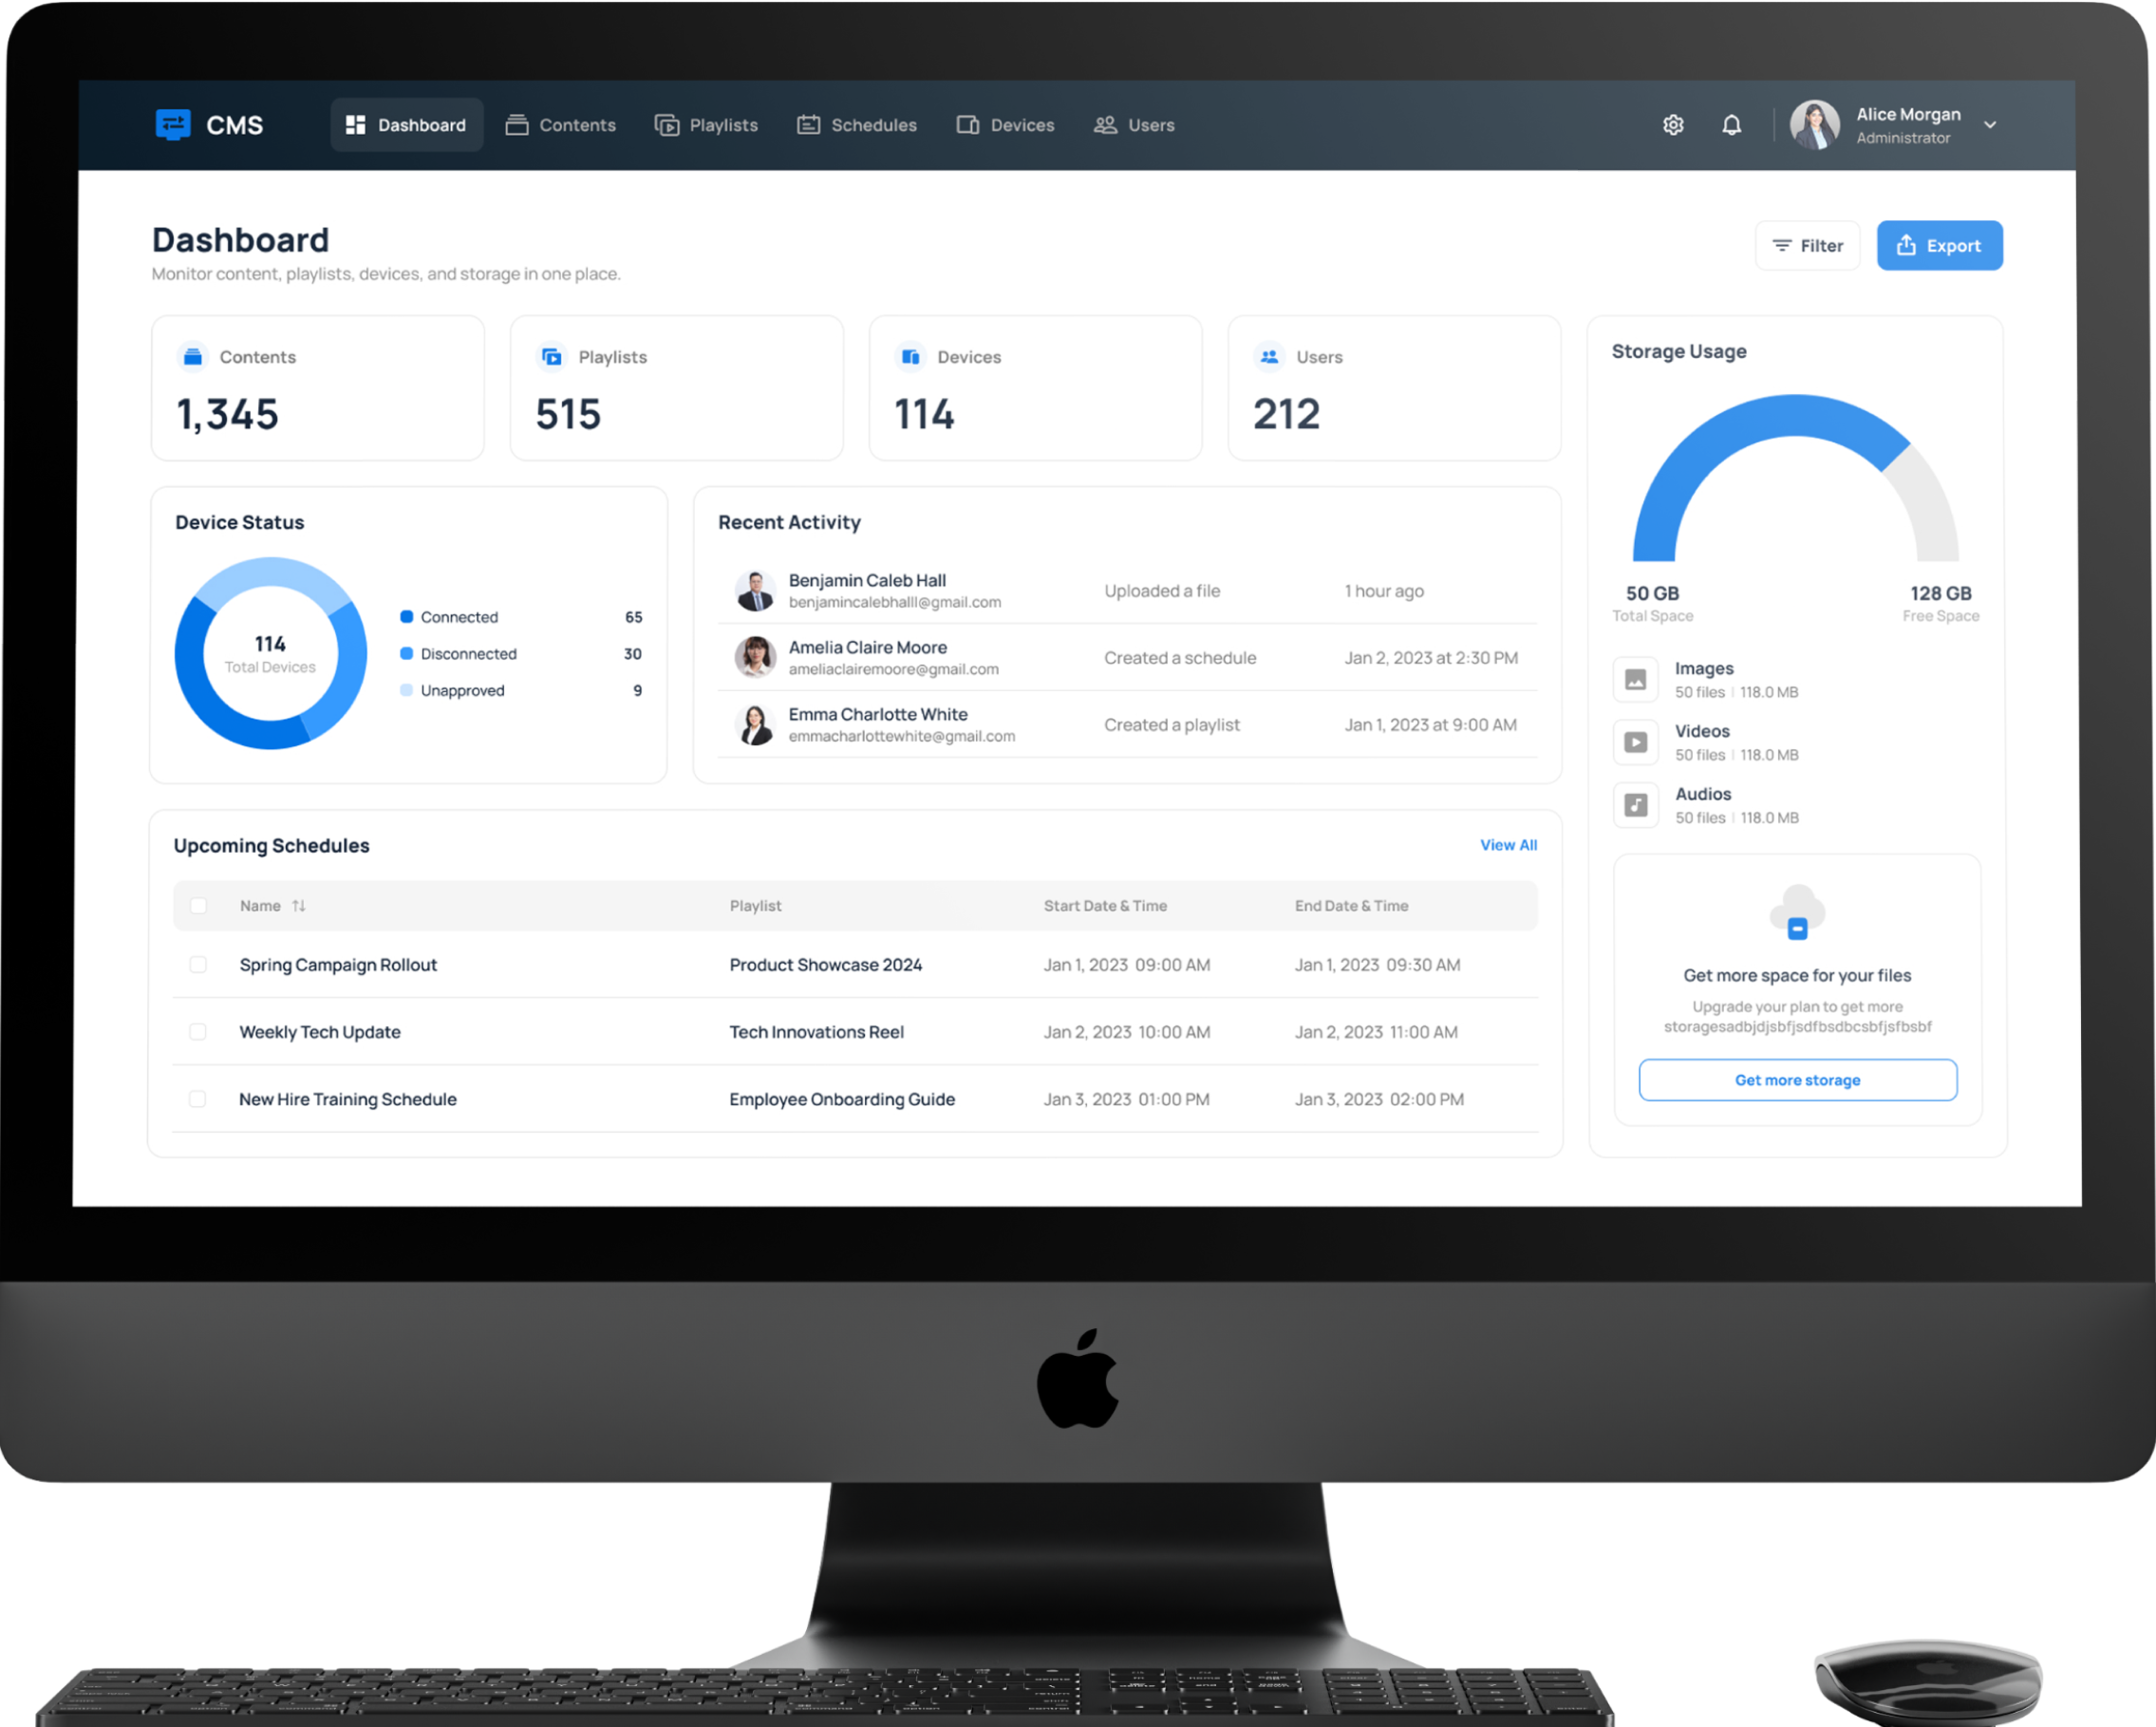 CMS
Dashboard
Contents
Playlists
Schedules
Devices
Users
Alice Morgan
Administrator
Dashboard
Monitor content, playlists, devices, and storage in one place.
Filter
Export
Contents
1,345
Playlists
515
Devices
114
Users
212
Device Status
114
Total Devices
Connected 65
Disconnected 30
Unapproved 9
Recent Activity
Benjamin Caleb Hall
benjamincalebhalll@gmail.com
Uploaded a file
1 hour ago
Amelia Claire Moore
ameliaclairemoore@gmail.com
Created a schedule
Jan 2, 2023 at 2:30 PM
Emma Charlotte White
emmacharlottewhite@gmail.com
Created a playlist
Jan 1, 2023 at 9:00 AM
Upcoming Schedules
View All
Name Playlist Start Date & Time End Date & Time
Spring Campaign Rollout Product Showcase 2024 Jan 1, 2023 09:00 AM Jan 1, 2023 09:30 AM
Weekly Tech Update Tech Innovations Reel Jan 2, 2023 10:00 AM Jan 2, 2023 11:00 AM
New Hire Training Schedule Employee Onboarding Guide Jan 3, 2023 01:00 PM Jan 3, 2023 02:00 PM
Storage Usage
50 GB
Total Space
128 GB
Free Space
Images
50 files | 118.0 MB
Videos
50 files | 118.0 MB
Audios
50 files | 118.0 MB
Get more space for your files
Upgrade your plan to get more
storagesadbjdjsbfjsdfbsdbcsbfjsfbsbf
Get more storage